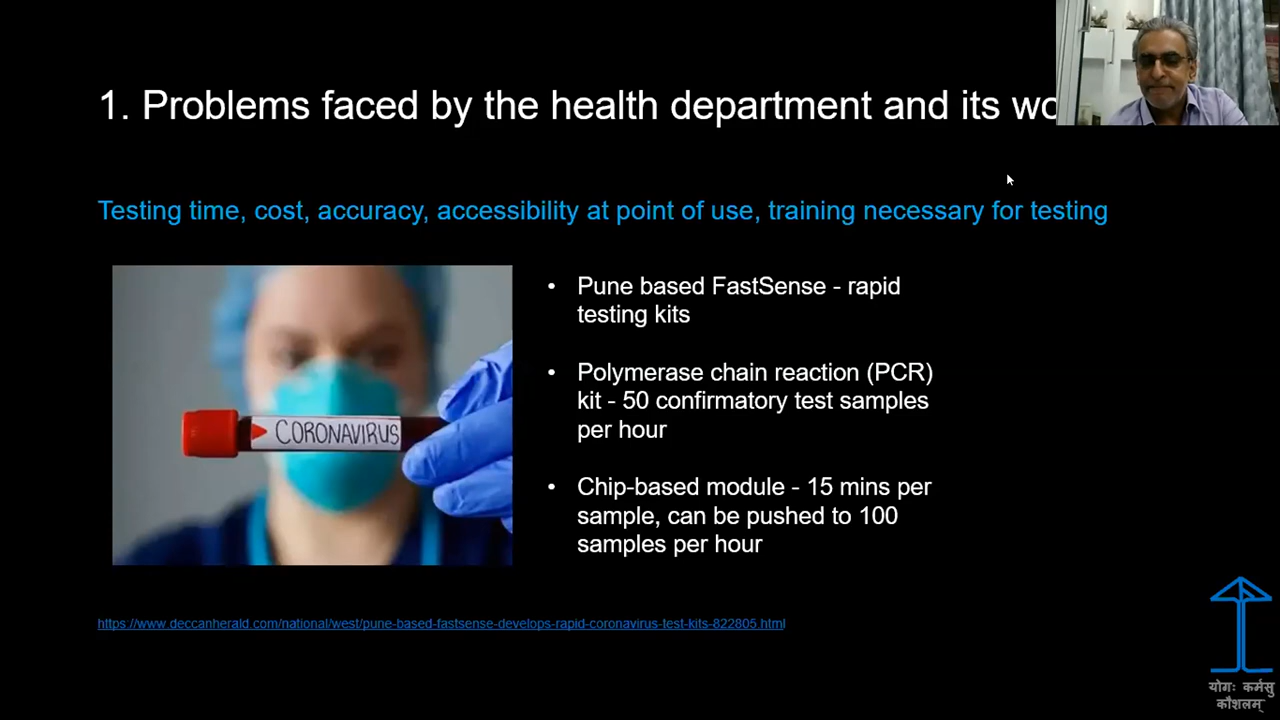 1. Problems faced by the health department and its wo
Testing time, cost, accuracy, accessibility at point of use, training necessary for testing
CORONAVIRUS
• Pune based FastSense - rapid
testing kits
• Polymerase chain reaction (PCR)
kit - 50 confirmatory test samples
per hour
• Chip-based module - 15 mins per
sample, can be pushed to 100
samples per hour
https://www.deccanherald.com/national/west/pune-based-fastsense-develops-rapid-coronavirus-test-kits-822805.html
योगः कर्मसु
कौशलम्